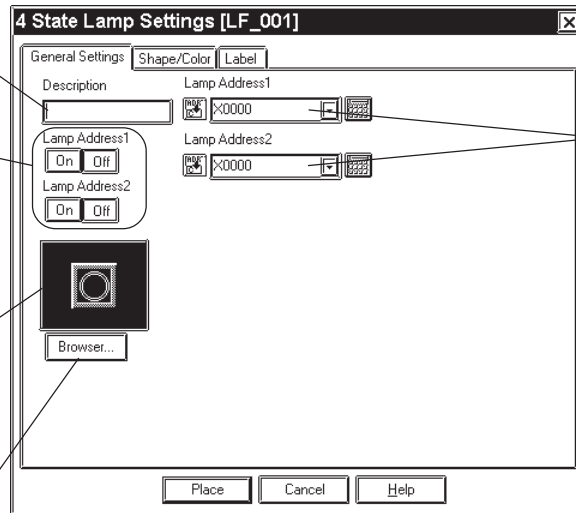 4 State Lamp Settings [LF_001]
General Settings Shape/Color Label
Description Lamp Address1
X0000
Lamp Address1
On Off
Lamp Address2
X0000
Lamp Address2
On Off
Browser...
Place Cancel Help